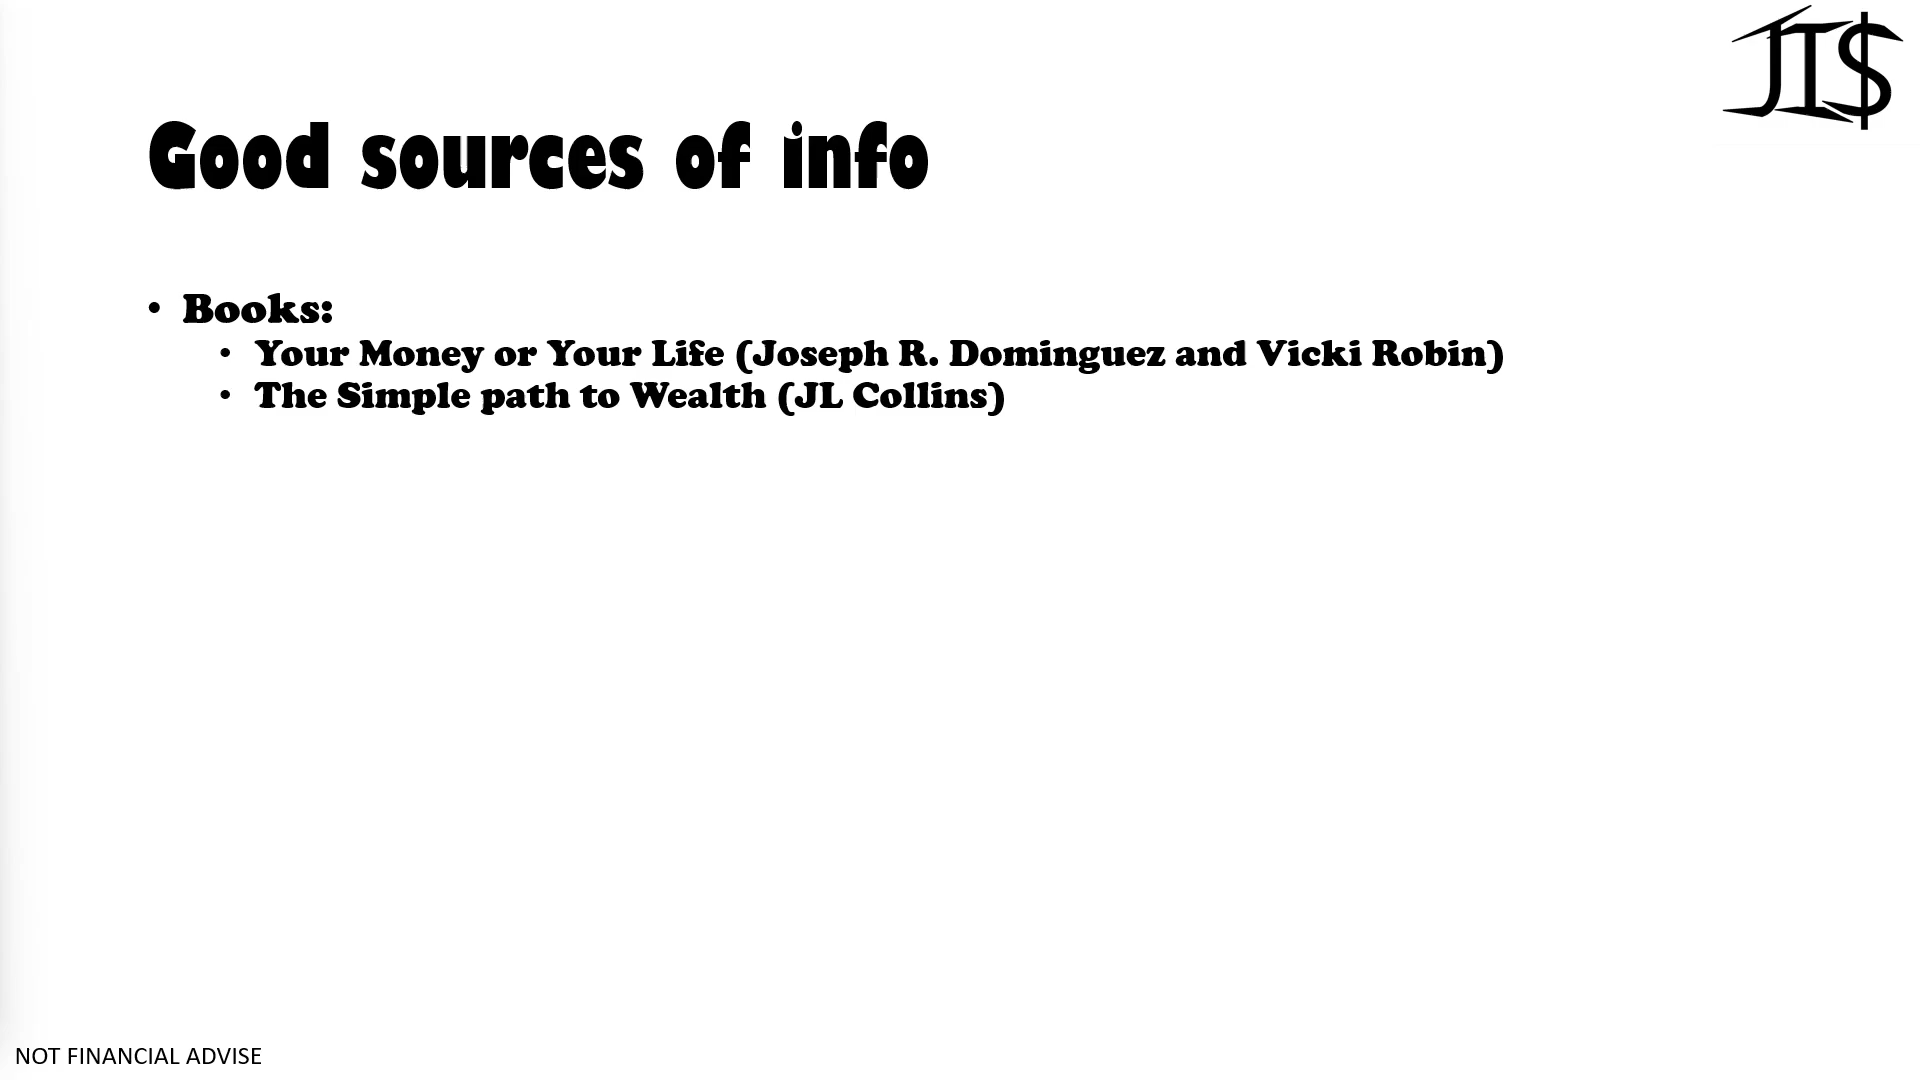 JI$
Good sources of info
• Books:
• Your Money or Your Life (Joseph R. Dominguez and Vicki Robin)
• The Simple path to Wealth (JL Collins)
NOT FINANCIAL ADVISE